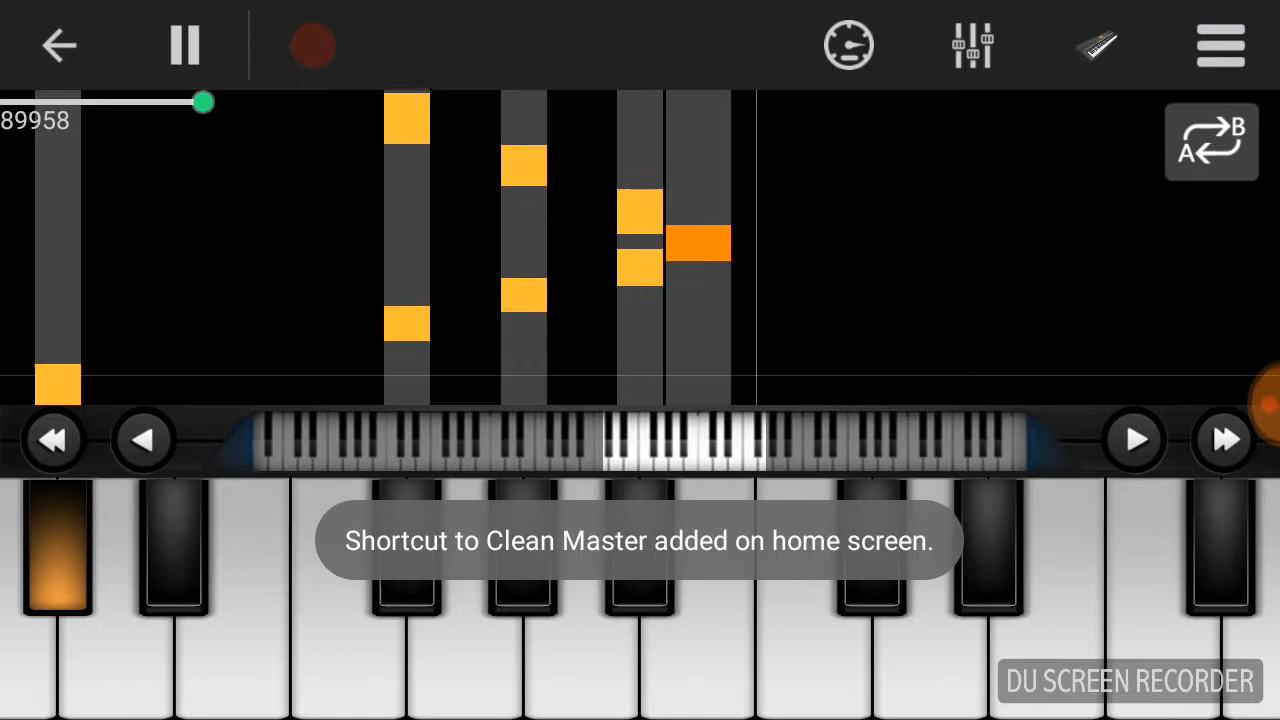 89958
B
A
Shortcut to Clean Master added on home screen.
DU SCREEN RECORDER